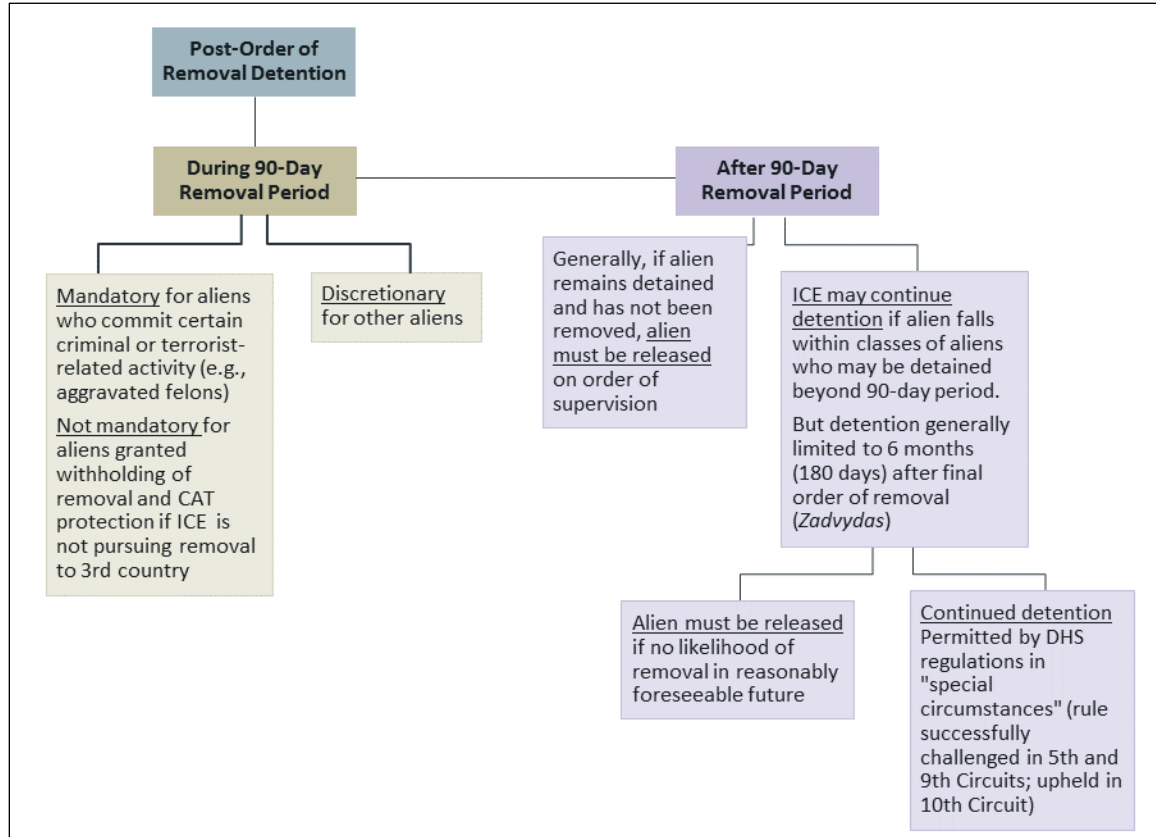 Post-Order of
Removal Detention
During 90-Day
Removal Period
After 90-Day
Removal Period
Mandatory for aliens
who commit certain
criminal or terrorist-
related activity (e.g.,
aggravated felons)
Not mandatory for
aliens granted
withholding of
removal and CAT
protection if ICE is
not pursuing removal
to 3rd country
Discretionary
for other aliens
Generally, if alien
remains detained
and has not been
removed, alien
must be released
on order of
supervision
ICE may continue
detention if alien falls
within classes of aliens
who may be detained
beyond 90-day period.
But detention generally
limited to 6 months
(180 days) after final
order of removal
(Zadvydas)
Alien must be released
if no likelihood of
removal in reasonably
foreseeable future
Continued detention
Permitted by DHS
regulations in
"special
circumstances" (rule
successfully
challenged in 5th and
9th Circuits; upheld in
10th Circuit)